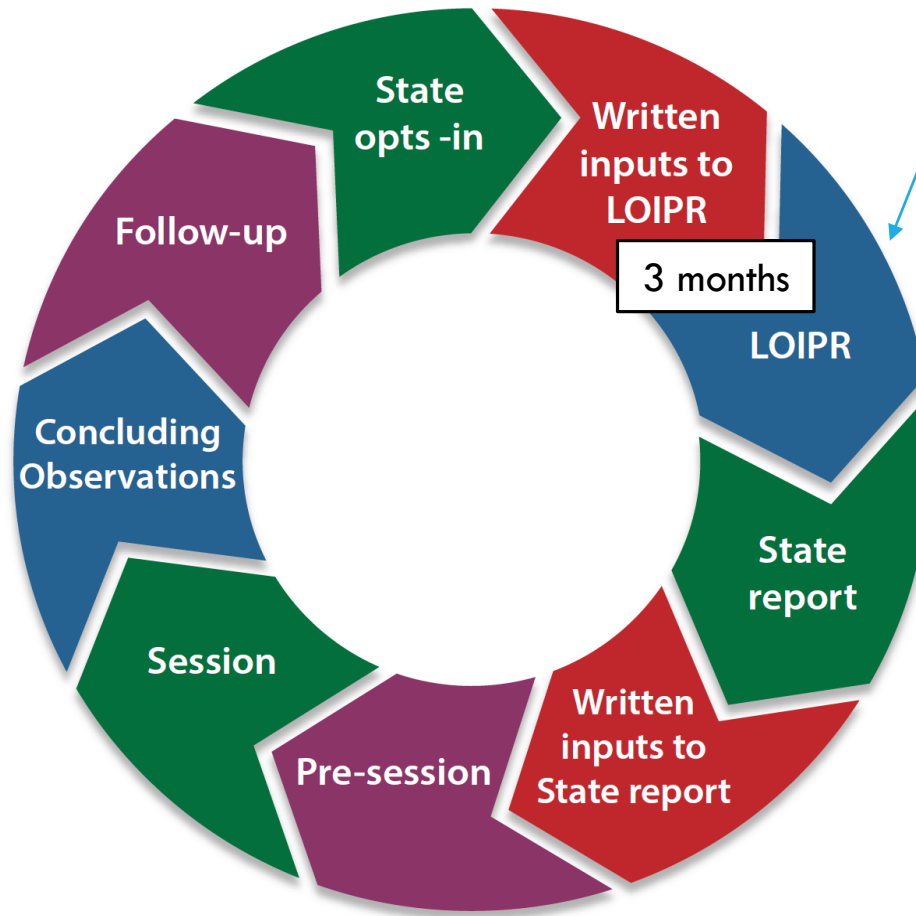 State
opts -in
Written
inputs to
LOIPR
3 months
LOIPR
State
report
Written
inputs to
State report
Pre-session
Session
Concluding
Observations
Follow-up